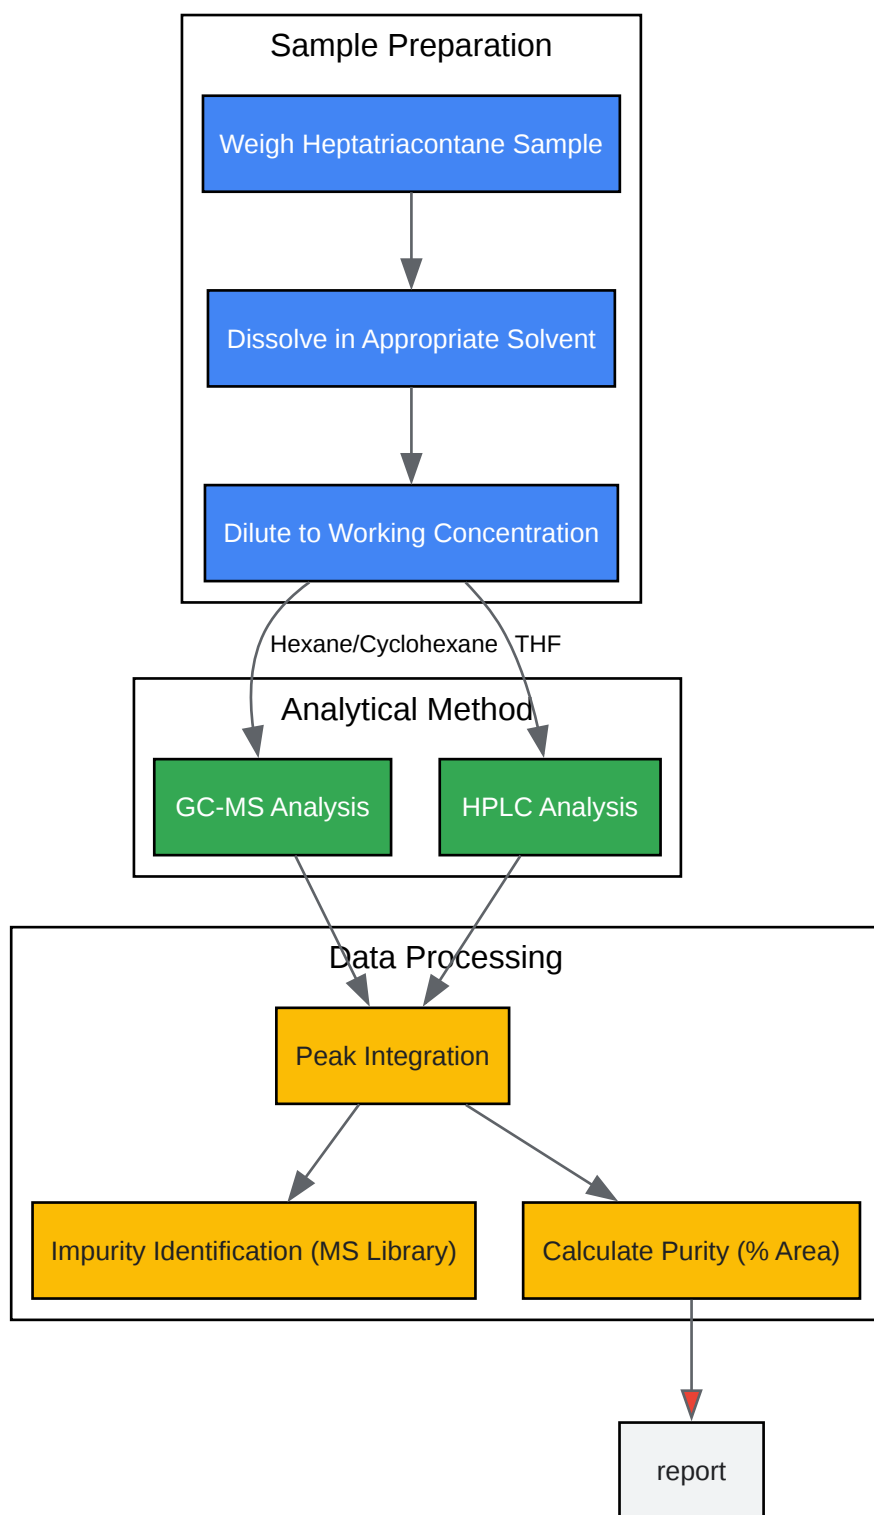 Sample Preparation
Weigh Heptatriacontane Sample
Dissolve in Appropriate Solvent
Dilute to Working Concentration
Hexane/Cyclohexane
THF
Analytical Method
GC-MS Analysis
HPLC Analysis
Data Processing
Peak Integration
Impurity Identification (MS Library)
Calculate Purity (% Area)
report